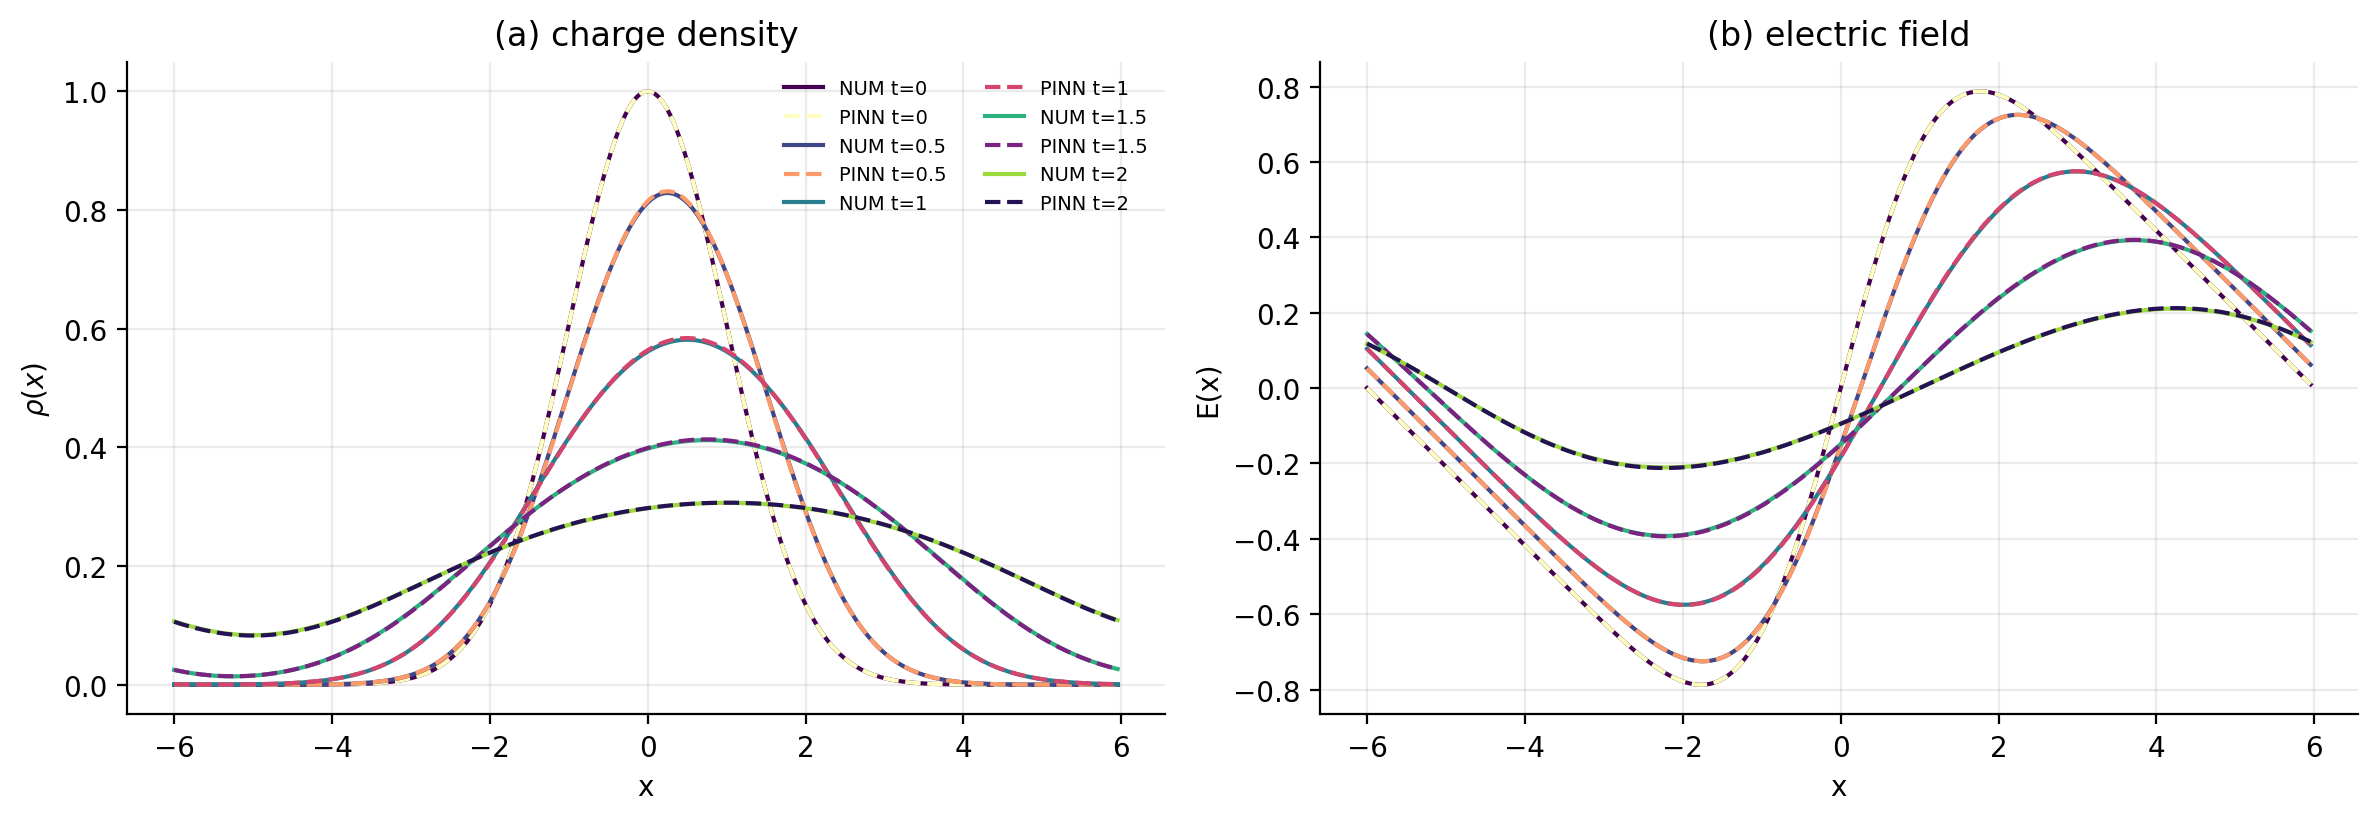 (a) charge density
NUM t=0
PINN t=0
NUM t=0.5
PINN t=0.5
NUM t=1
PINN t=1
NUM t=1.5
PINN t=1.5
NUM t=2
PINN t=2
1.0
0.8
0.6
0.4
0.2
0.0
ρ(x)
−6 −4 −2 0 2 4 6
x
(b) electric field
0.8
0.6
0.4
0.2
0.0
−0.2
−0.4
−0.6
−0.8
E(x)
−6 −4 −2 0 2 4 6
x